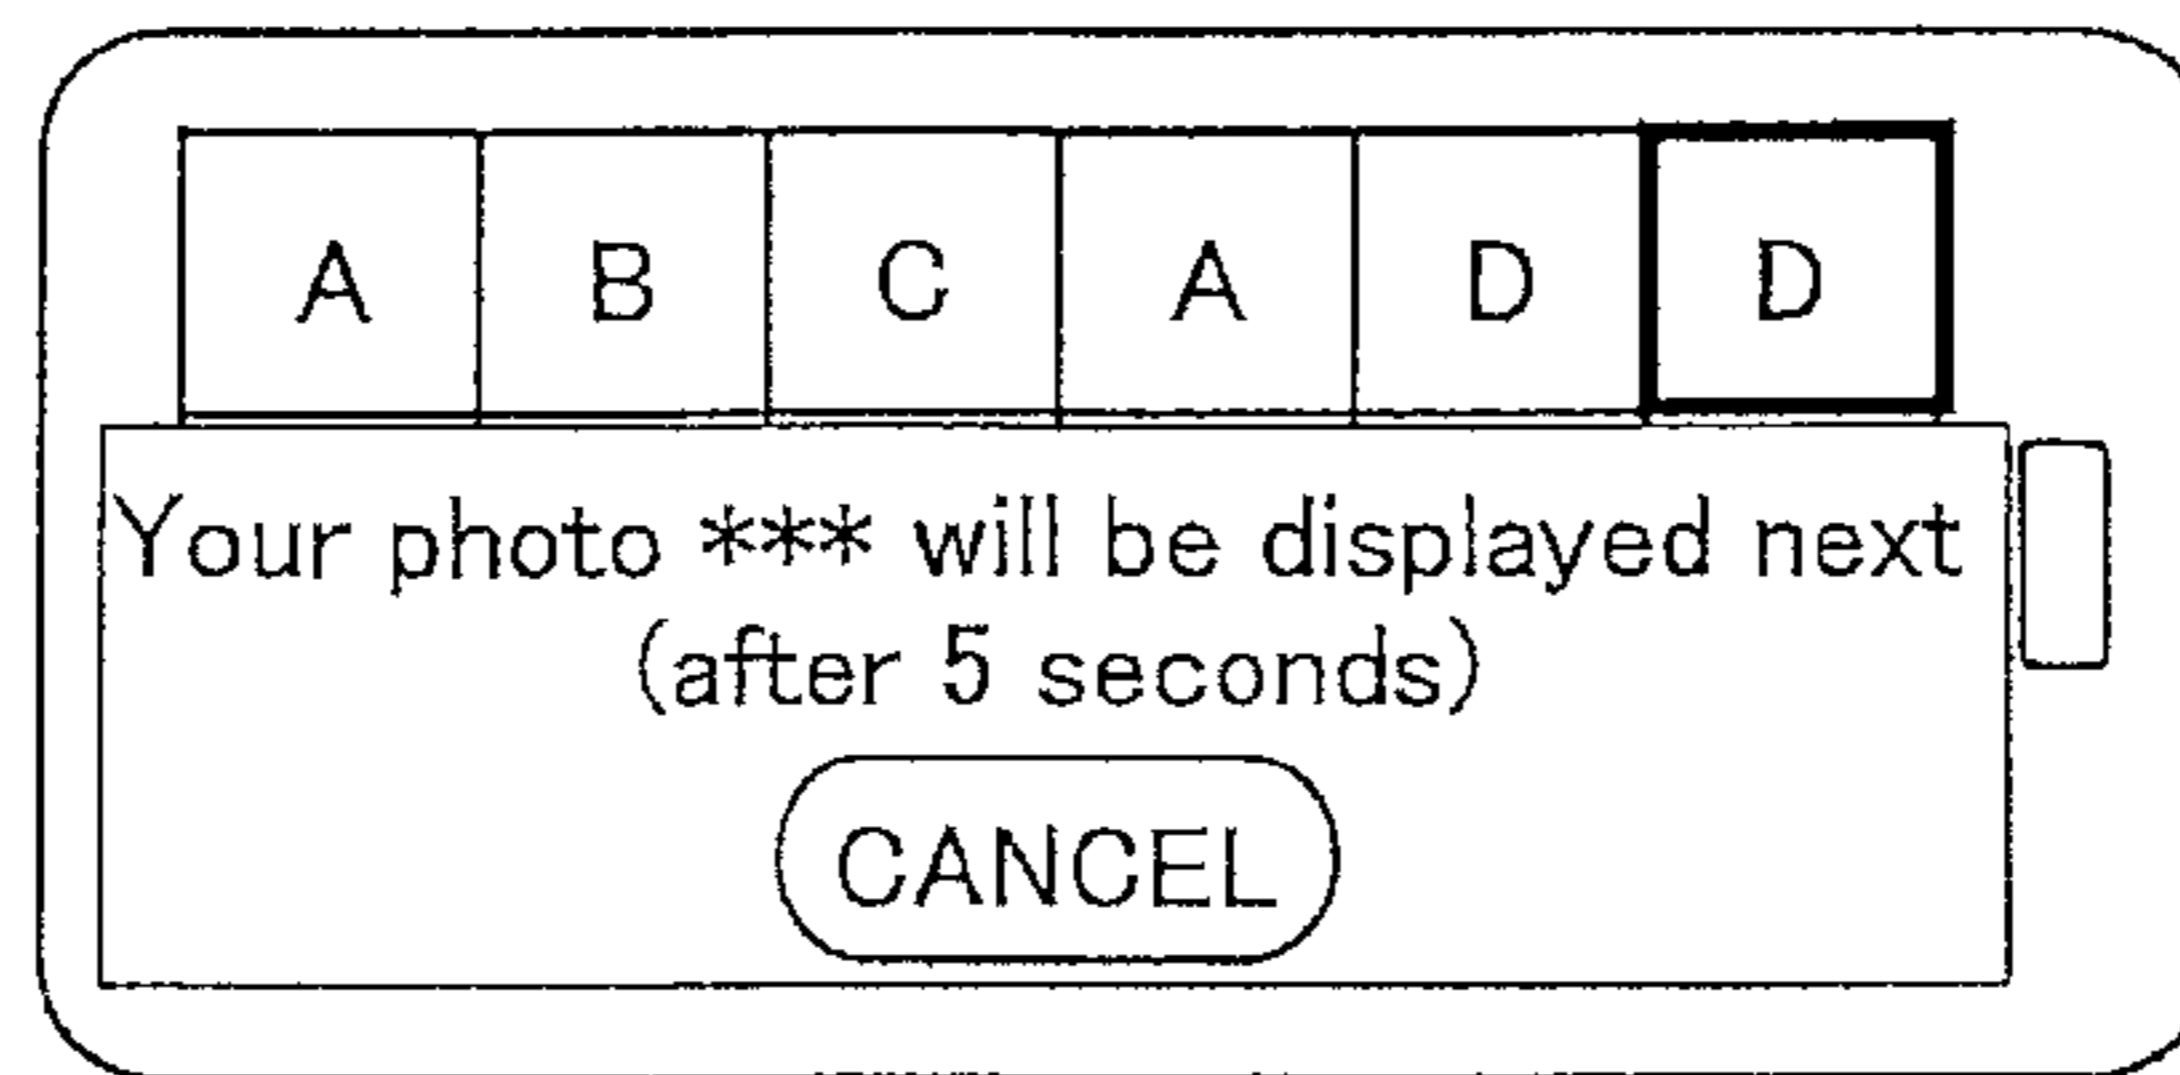 A B C A D D
Your photo *** will be displayed next
(after 5 seconds)
CANCEL